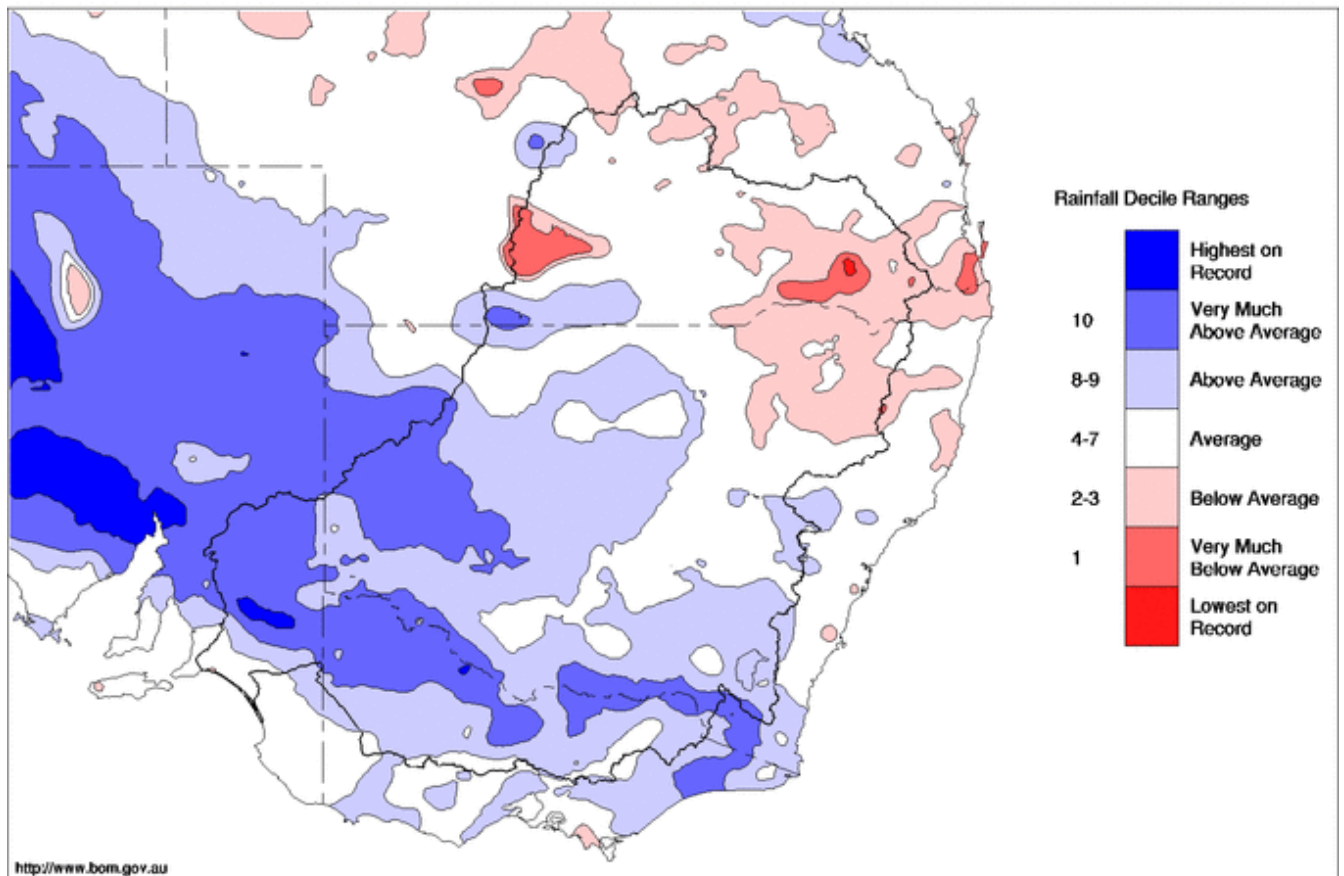 Rainfall Decile Ranges
Highest on
Record
10
Very Much
Above Average
8-9
Above Average
4-7
Average
2-3
Below Average
1
Very Much
Below Average
Lowest on
Record
http://www.bom.gov.au